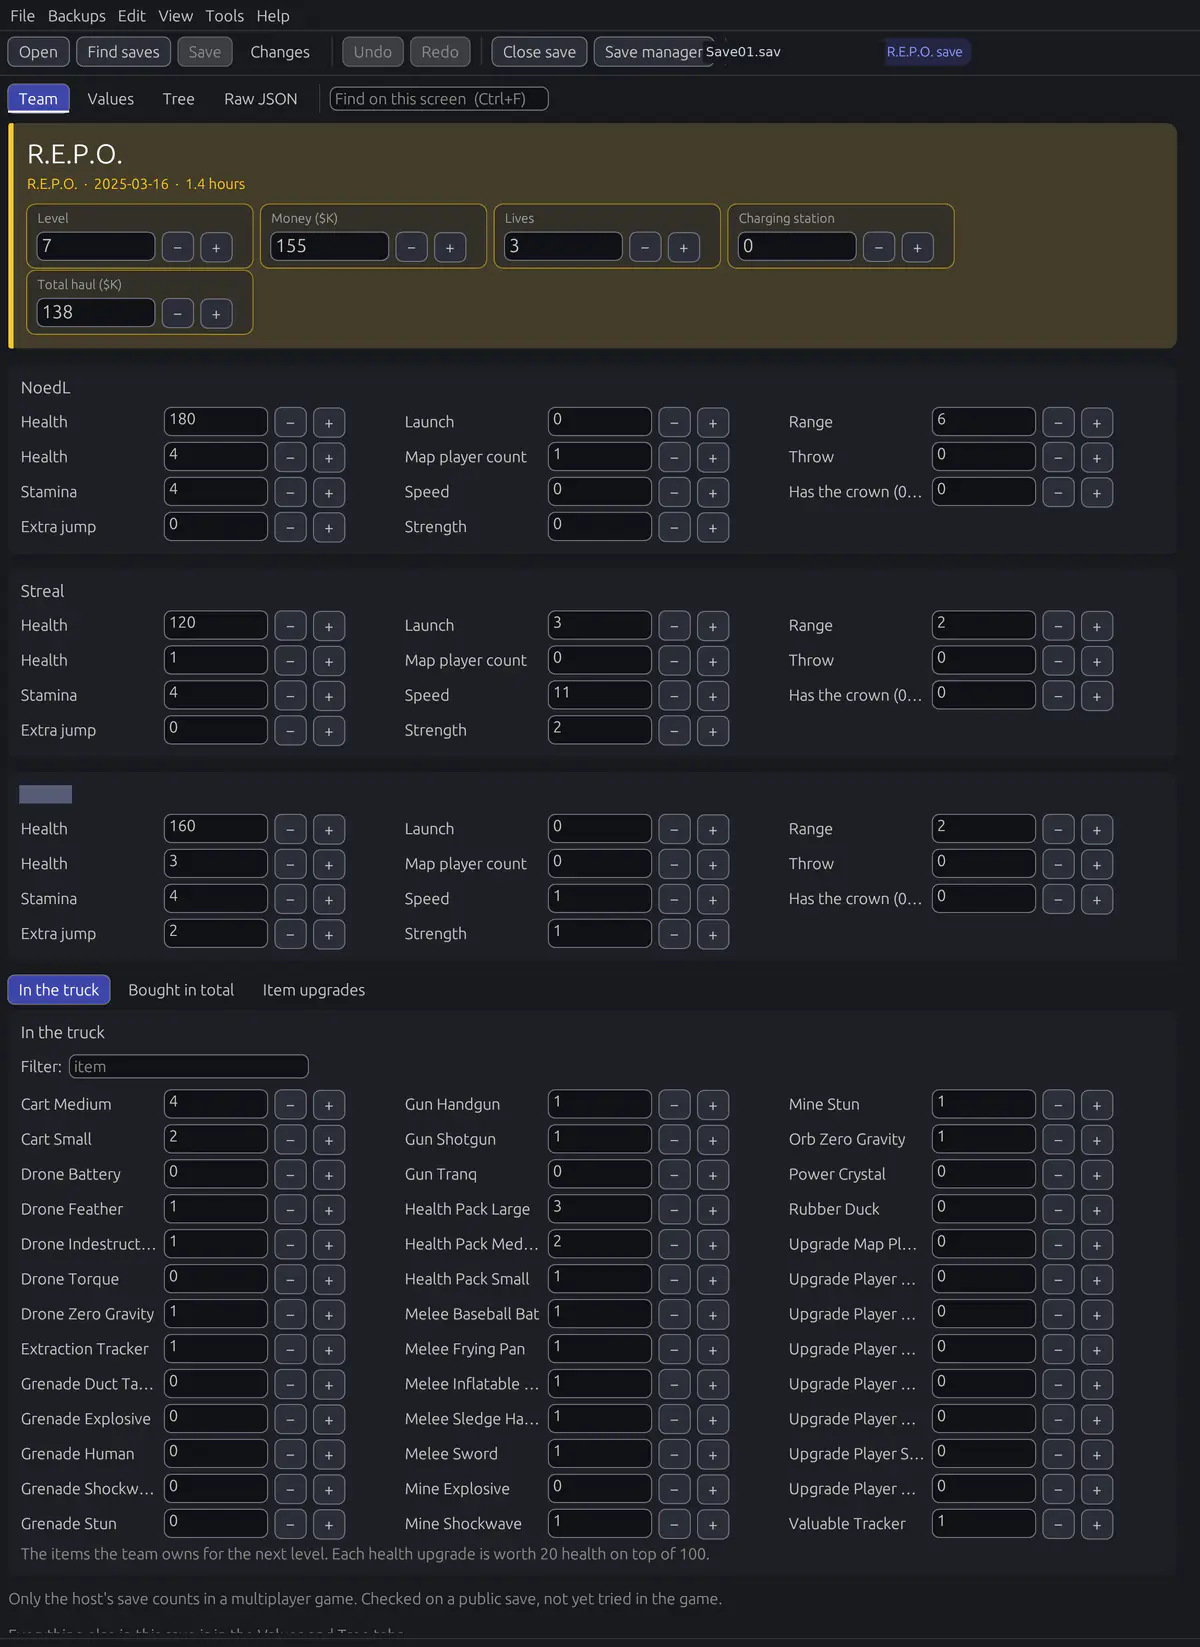 File Backups Edit View Tools Help
Open Find saves Save Changes Undo Redo Close save Save manager Save01.sav R.E.P.O. save
Team Values Tree Raw JSON Find on this screen (Ctrl+F)
R.E.P.O.
R.E.P.O. · 2025-03-16 · 1.4 hours
Level Money ($K) Lives Charging station
7 − + 155 − + 3 − + 0 − +
Total haul ($K)
138 − +
NoedL
Health 180 − + Launch 0 − + Range 6 − +
Health 4 − + Map player count 1 − + Throw 0 − +
Stamina 4 − + Speed 0 − + Has the crown (0... 0 − +
Extra jump 0 − + Strength 0 − +
Streal
Health 120 − + Launch 3 − + Range 2 − +
Health 1 − + Map player count 0 − + Throw 0 − +
Stamina 4 − + Speed 11 − + Has the crown (0... 0 − +
Extra jump 0 − + Strength 2 − +
Health 160 − + Launch 0 − + Range 2 − +
Health 3 − + Map player count 0 − + Throw 0 − +
Stamina 4 − + Speed 1 − + Has the crown (0... 0 − +
Extra jump 2 − + Strength 1 − +
In the truck Bought in total Item upgrades
In the truck
Filter: item
Cart Medium 4 − + Gun Handgun 1 − + Mine Stun 1 − +
Cart Small 2 − + Gun Shotgun 1 − + Orb Zero Gravity 1 − +
Drone Battery 0 − + Gun Tranq 0 − + Power Crystal 0 − +
Drone Feather 1 − + Health Pack Large 3 − + Rubber Duck 0 − +
Drone Indestruct... 1 − + Health Pack Med... 2 − + Upgrade Map Pl... 0 − +
Drone Torque 0 − + Health Pack Small 1 − + Upgrade Player ... 0 − +
Drone Zero Gravity 1 − + Melee Baseball Bat 1 − + Upgrade Player ... 0 − +
Extraction Tracker 1 − + Melee Frying Pan 1 − + Upgrade Player ... 0 − +
Grenade Duct Ta... 0 − + Melee Inflatable ... 1 − + Upgrade Player ... 0 − +
Grenade Explosive 0 − + Melee Sledge Ha... 1 − + Upgrade Player ... 0 − +
Grenade Human 0 − + Melee Sword 1 − + Upgrade Player S... 0 − +
Grenade Shockw... 0 − + Mine Explosive 0 − + Upgrade Player ... 0 − +
Grenade Stun 0 − + Mine Shockwave 1 − + Valuable Tracker 1 − +
The items the team owns for the next level. Each health upgrade is worth 20 health on top of 100.
Only the host's save counts in a multiplayer game. Checked on a public save, not yet tried in the game.